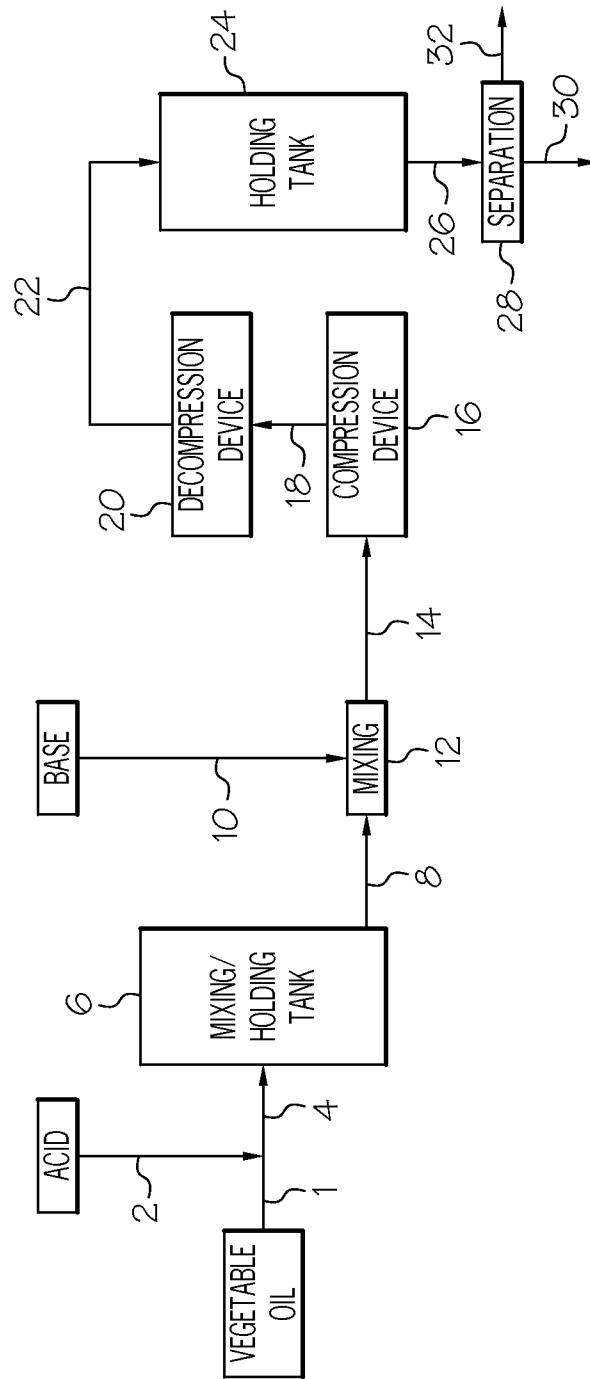 ACID
2
VEGETABLE
OIL
1
4
6
MIXING/
HOLDING
TANK
8
BASE
10
MIXING
12
14
COMPRESSION
DEVICE
16
18
DECOMPRESSION
DEVICE
20
22
HOLDING
TANK
24
26
SEPARATION
28
30
32